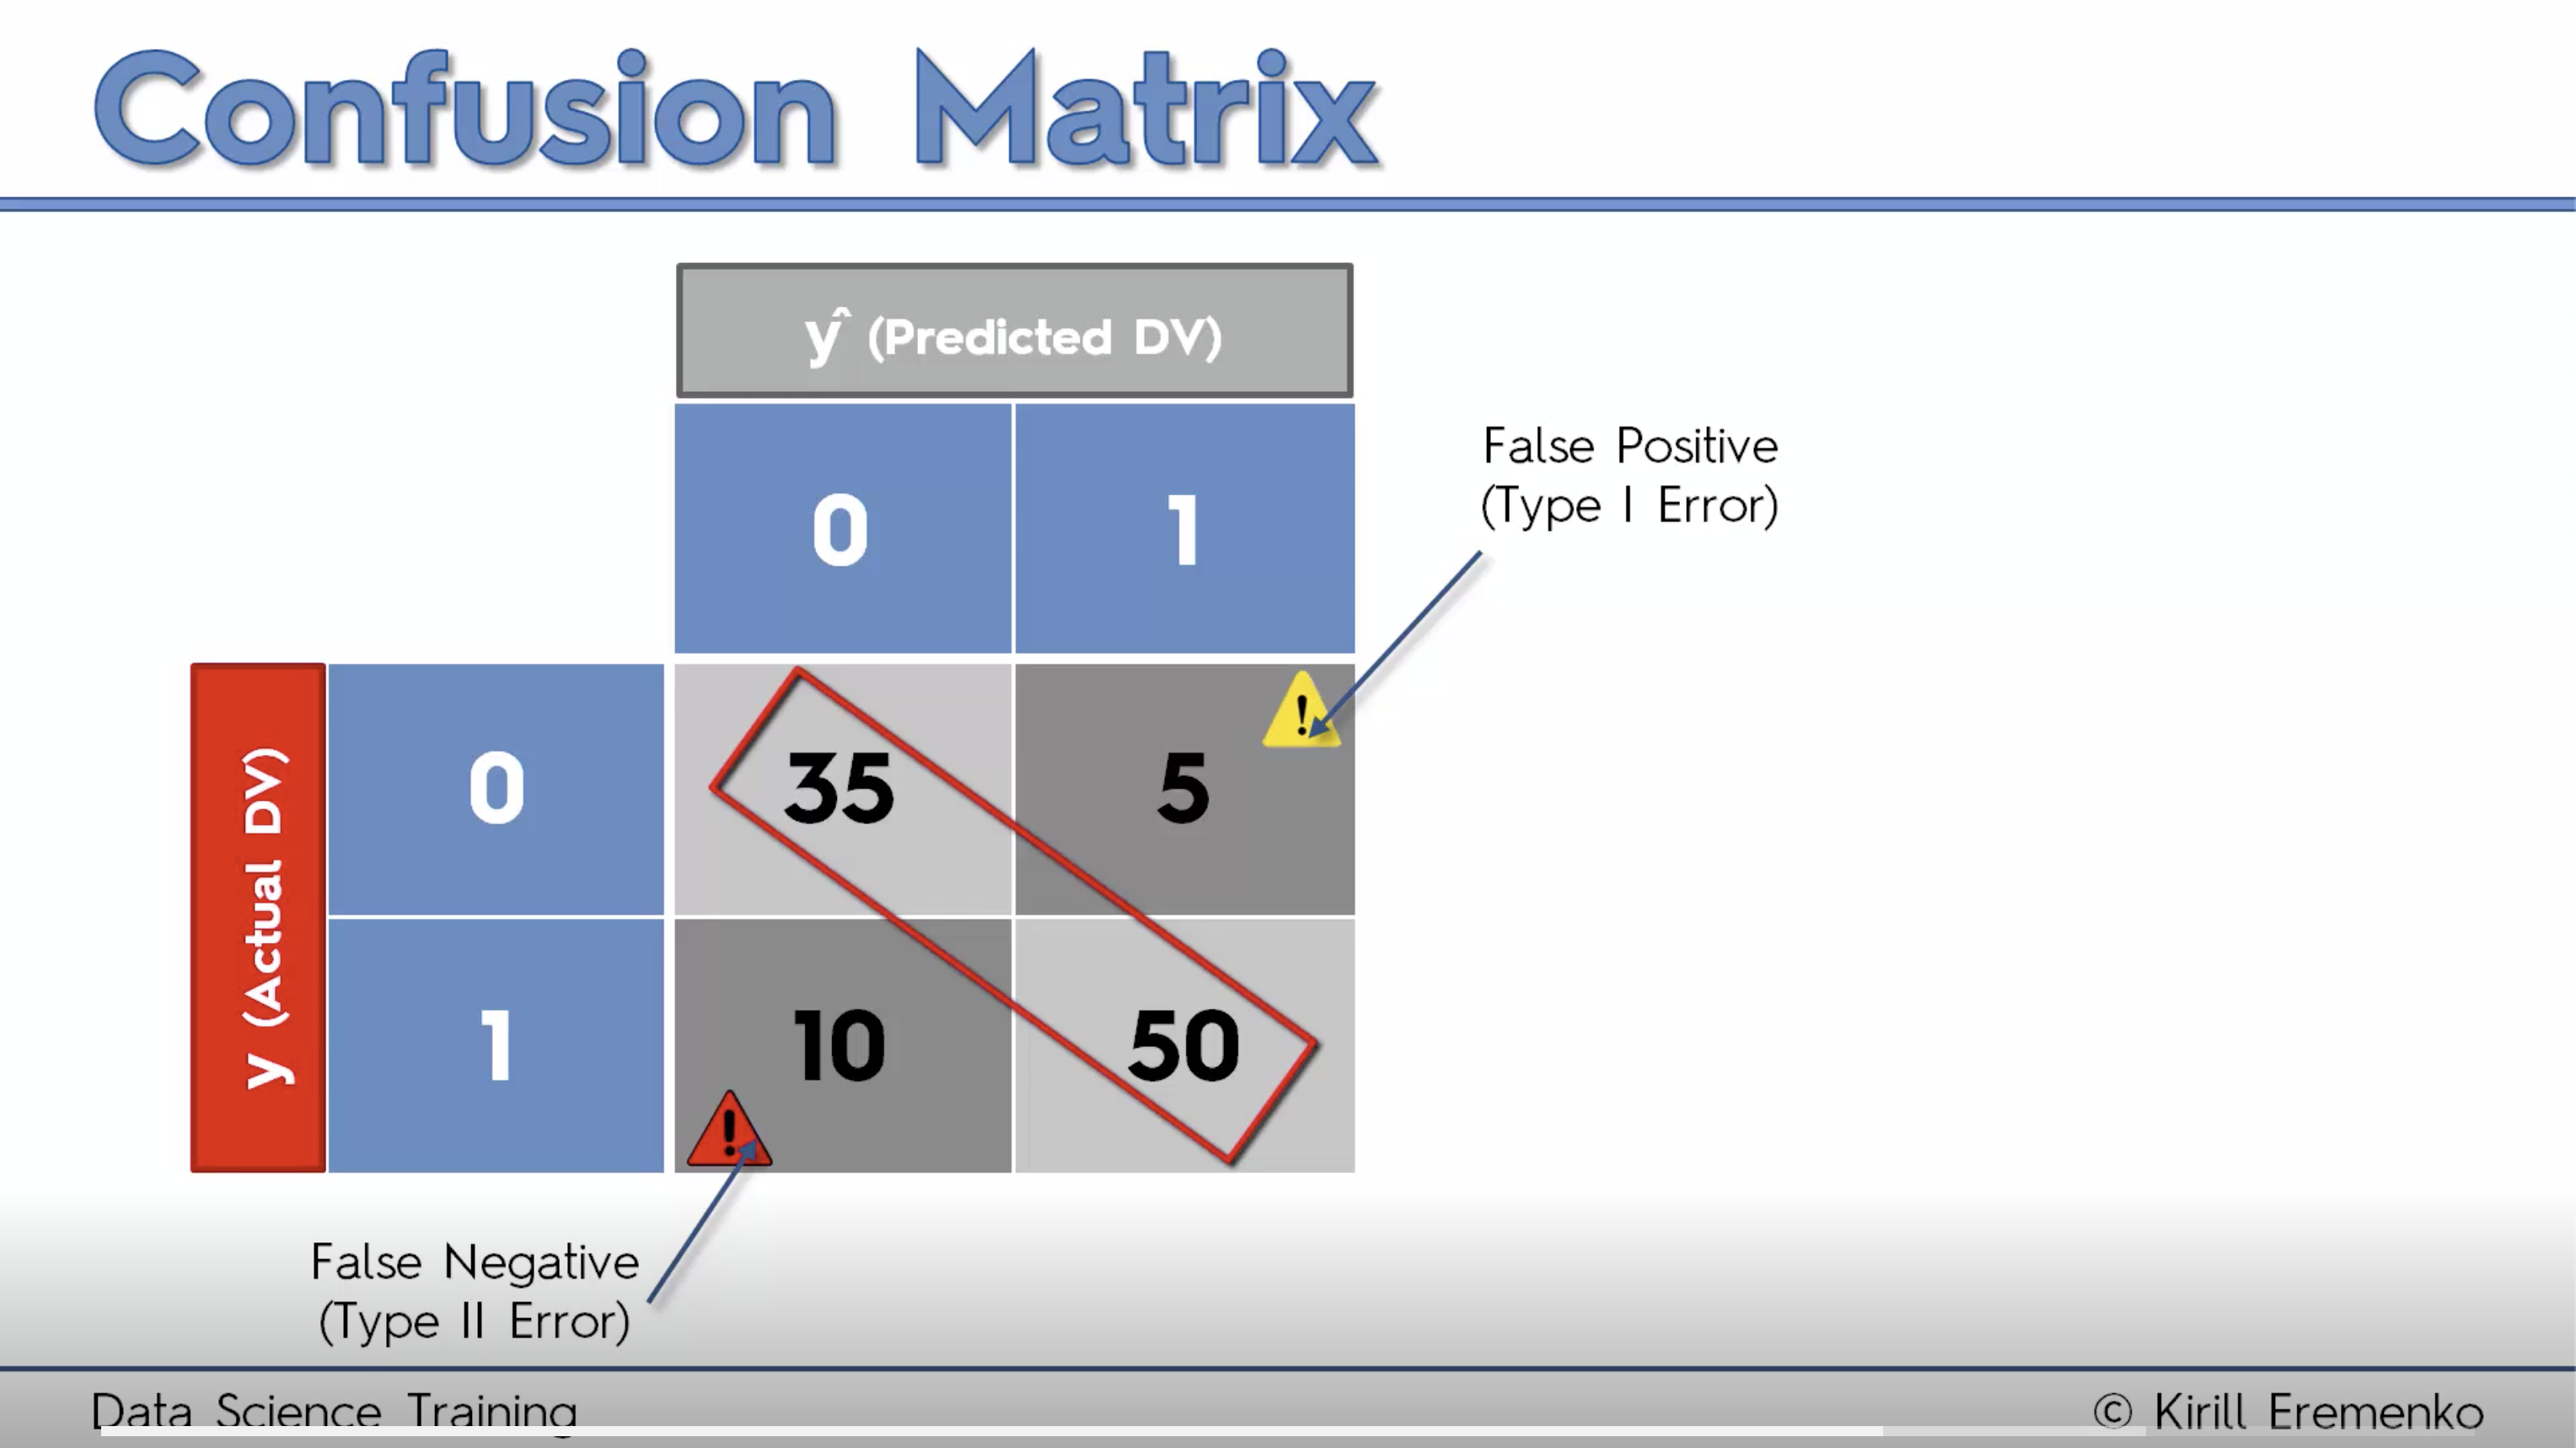 Confusion Matrix
ŷ (Predicted DV)
0 1
False Positive
(Type I Error)
y (Actual DV)
0 35 5
1 10 50
False Negative
(Type II Error)
Data Science Training
© Kirill Eremenko